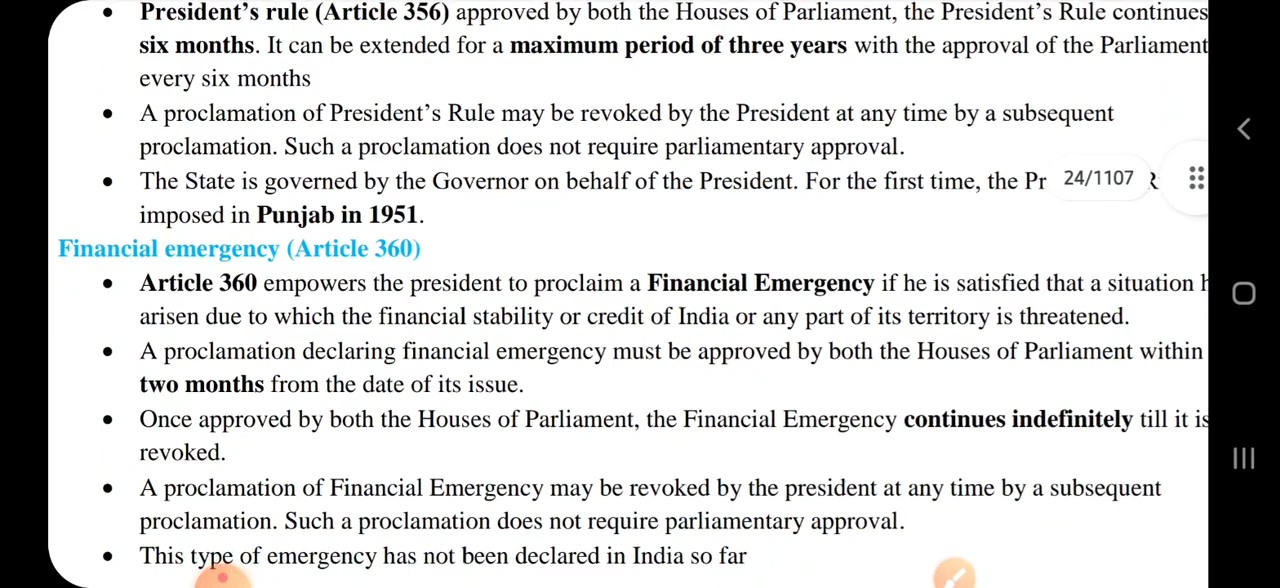 • President’s rule (Article 356) approved by both the Houses of Parliament, the President’s Rule continues
six months. It can be extended for a maximum period of three years with the approval of the Parliament
every six months
• A proclamation of President’s Rule may be revoked by the President at any time by a subsequent
proclamation. Such a proclamation does not require parliamentary approval.
• The State is governed by the Governor on behalf of the President. For the first time, the
24/1107
imposed in Punjab in 1951.
Financial emergency (Article 360)
• Article 360 empowers the president to proclaim a Financial Emergency if he is satisfied that a situation
arisen due to which the financial stability or credit of India or any part of its territory is threatened.
• A proclamation declaring financial emergency must be approved by both the Houses of Parliament within
two months from the date of its issue.
• Once approved by both the Houses of Parliament, the Financial Emergency continues indefinitely till it is
revoked.
• A proclamation of Financial Emergency may be revoked by the president at any time by a subsequent
proclamation. Such a proclamation does not require parliamentary approval.
• This type of emergency has not been declared in India so far